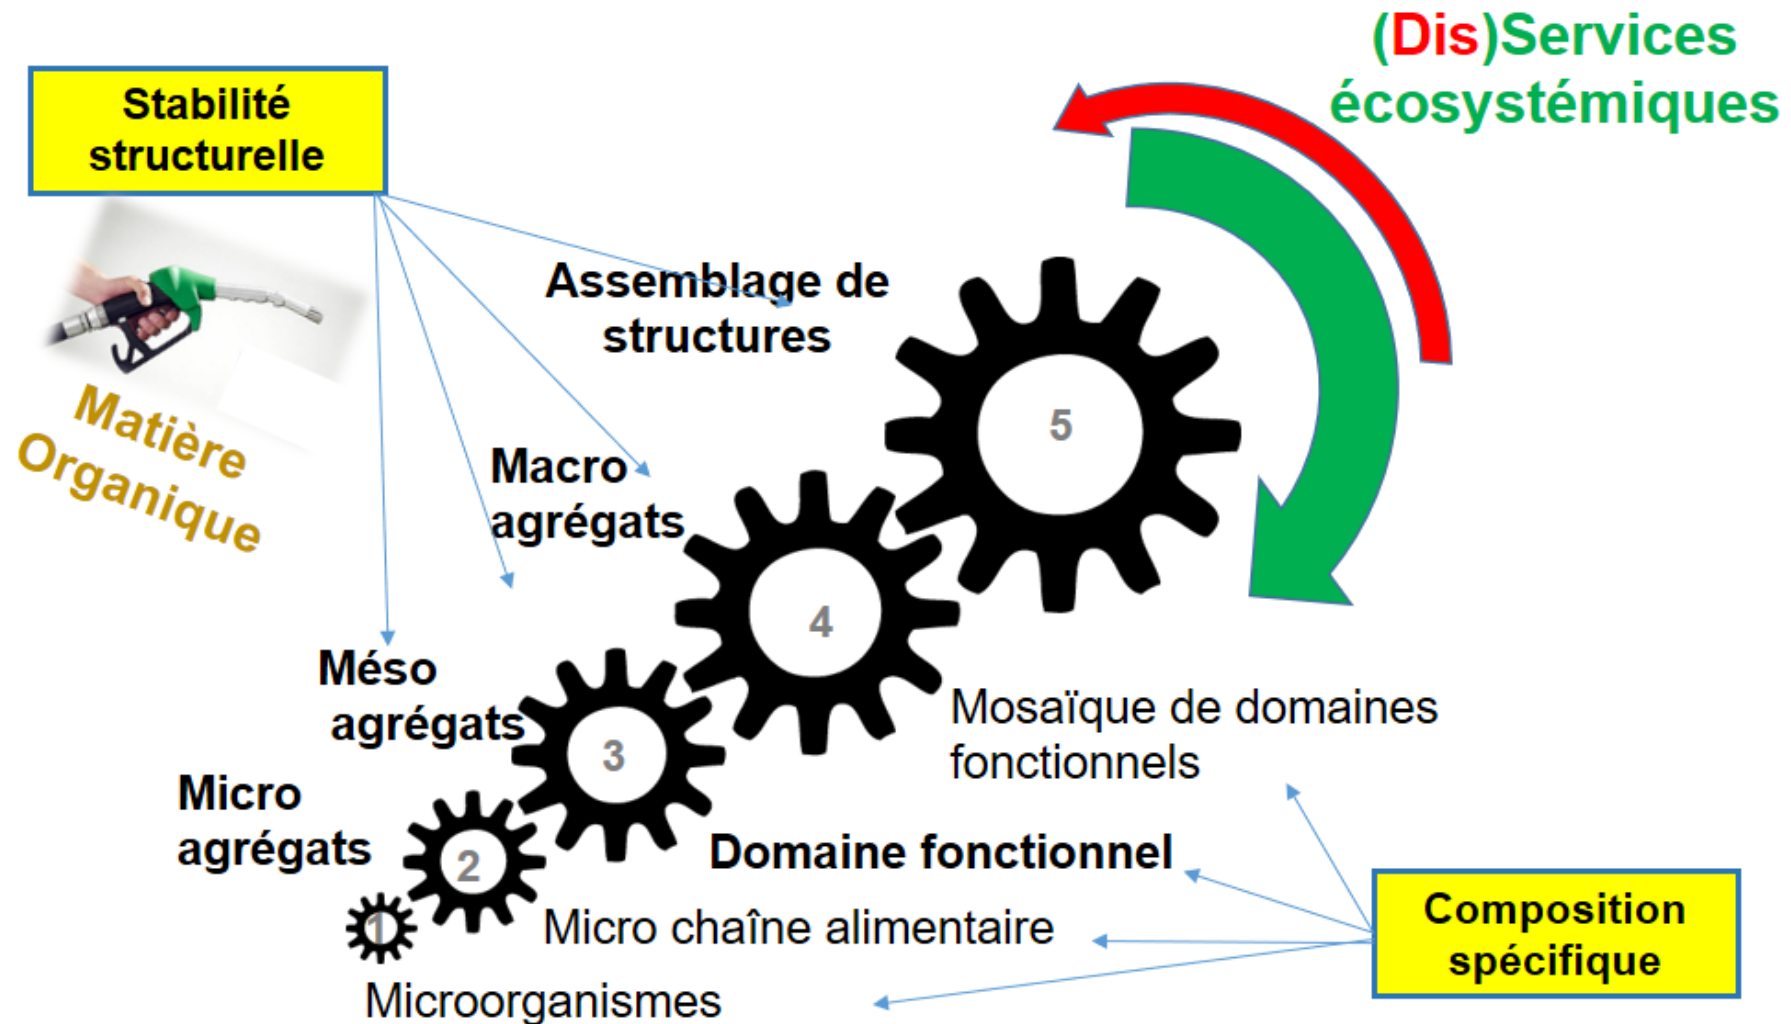 (Dis)Services
écosystémiques
Stabilité
structurelle
Matière
Organique
Assemblage de
structures
5
Macro
agrégats
4
Méso
agrégats
3
Mosaïque de domaines
fonctionnels
Micro
agrégats
2
Domaine fonctionnel
1
Micro chaîne alimentaire
Composition
spécifique
Microorganismes